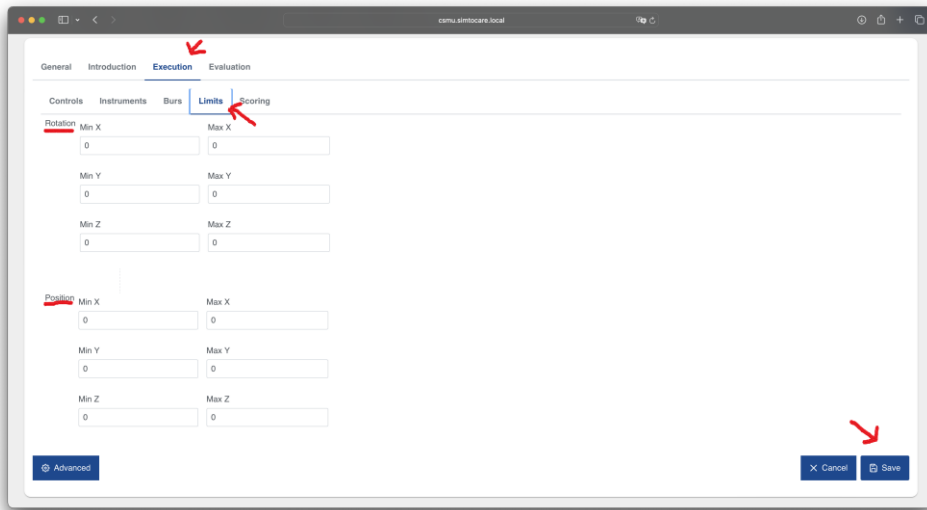 csmu.simtocare.local
General Introduction Execution Evaluation
Controls Instruments Burs Limits Scoring
Rotation
Min X Max X
0 0
Min Y Max Y
0 0
Min Z Max Z
0 0
Position
Min X Max X
0 0
Min Y Max Y
0 0
Min Z Max Z
0 0
Advanced Cancel Save